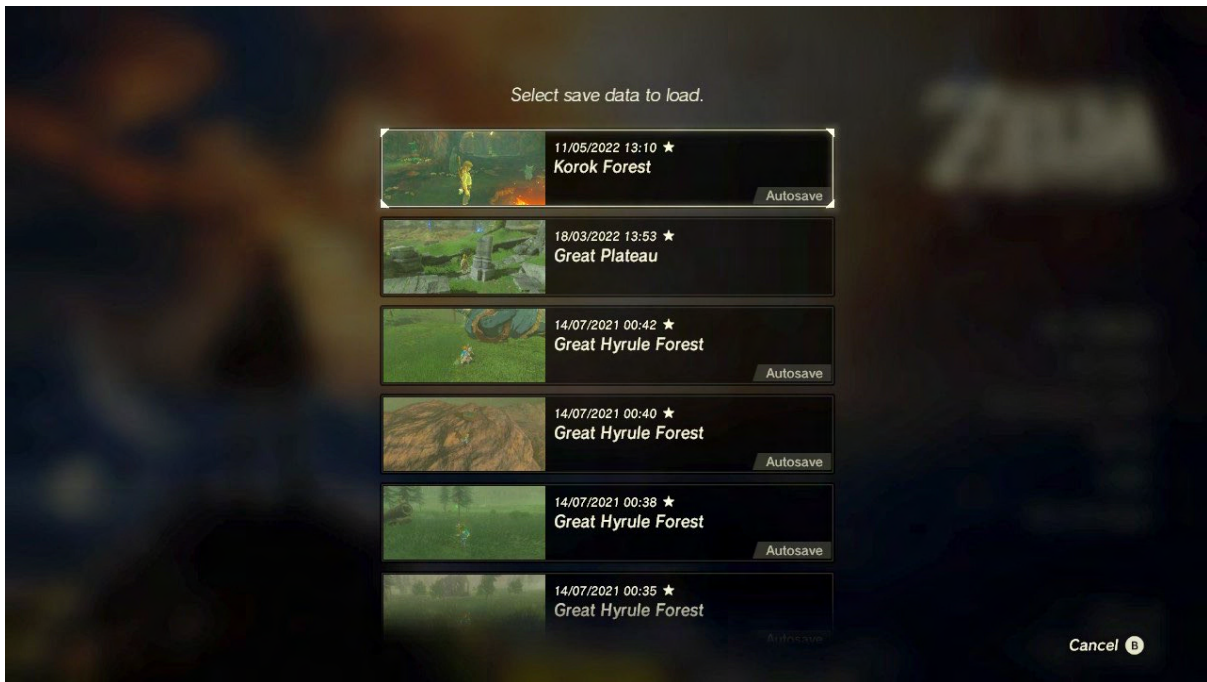 Select save data to load.
ZELDA
11/05/2022 13:10 ★
Korok Forest
Autosave
18/03/2022 13:53 ★
Great Plateau
14/07/2021 00:42 ★
Great Hyrule Forest
Autosave
14/07/2021 00:40 ★
Great Hyrule Forest
Autosave
14/07/2021 00:38 ★
Great Hyrule Forest
Autosave
14/07/2021 00:35 ★
Great Hyrule Forest
Autosave
Cancel B